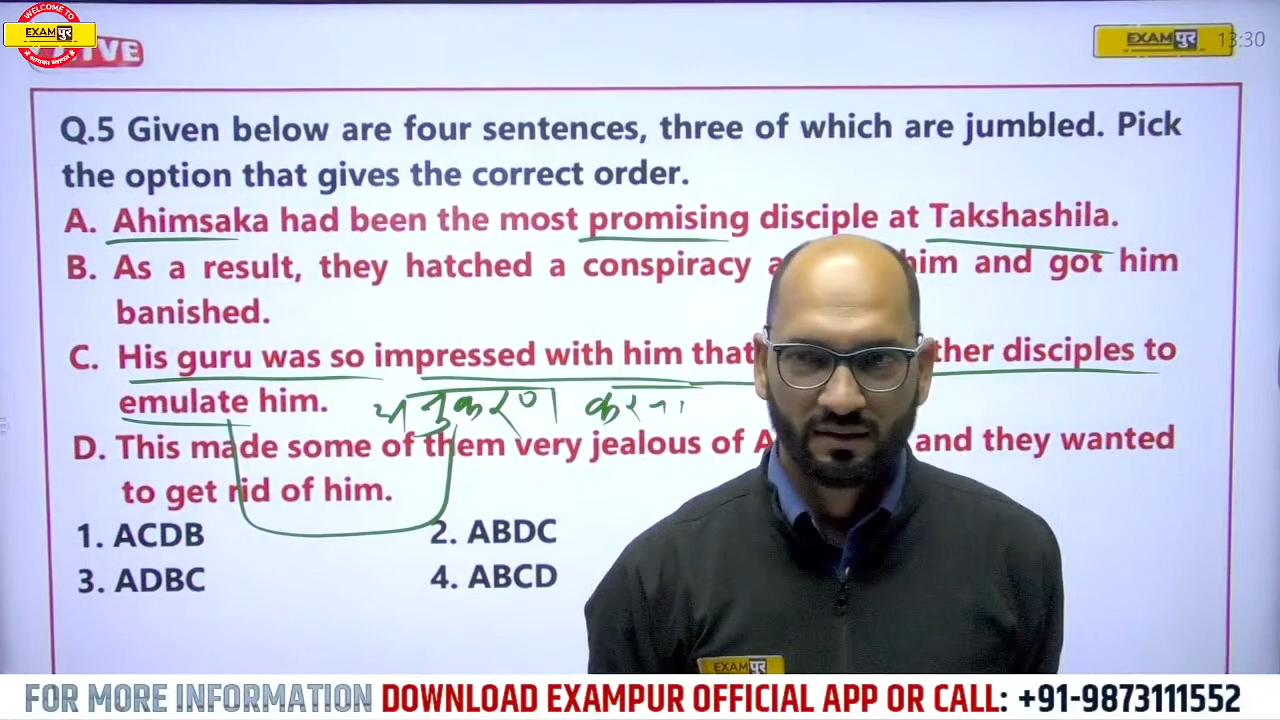 WELCOME TO
EXAMपुर
LIVE
EXAMपुर
13:30
Q.5 Given below are four sentences, three of which are jumbled. Pick
the option that gives the correct order.
A. Ahimsaka had been the most promising disciple at Takshashila.
B. As a result, they hatched a conspiracy him and got him
banished.
C. His guru was so impressed with him that disciples to
emulate him.
अनुकरण करना
D. This made some of them very jealous of and they wanted
to get rid of him.
1. ACDB 2. ABDC
3. ADBC 4. ABCD
EXAMपुर
FOR MORE INFORMATION DOWNLOAD EXAMPUR OFFICIAL APP OR CALL: +91-9873111552